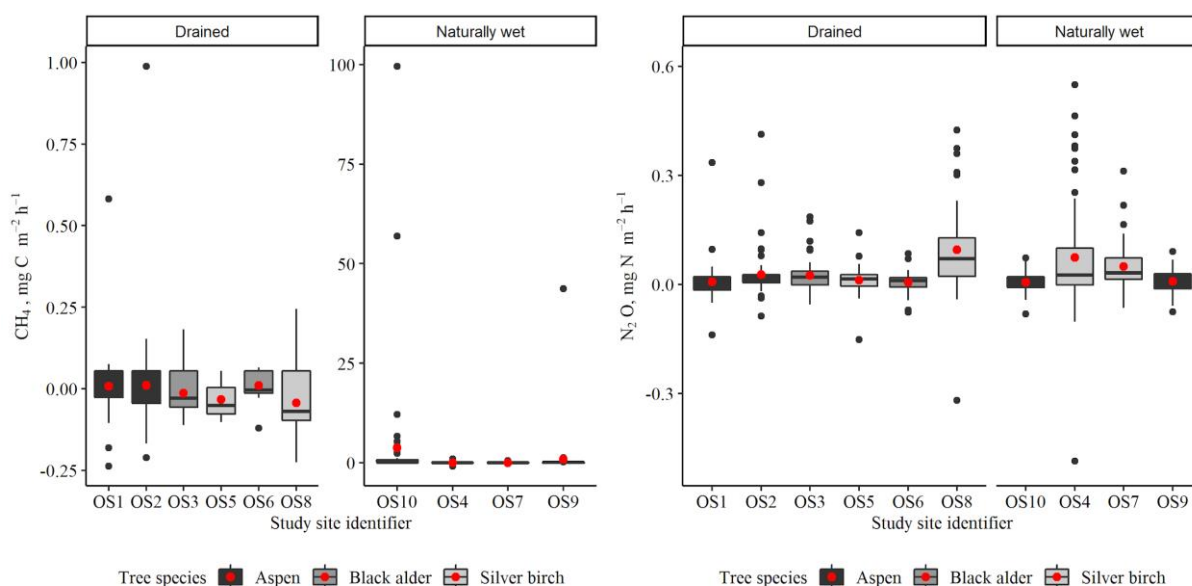 Drained
Naturally wet
CH₄, mg C m⁻² h⁻¹
1.00
0.75
0.50
0.25
0.00
-0.25
100
75
50
25
0
OS1 OS2 OS3 OS5 OS6 OS8
OS10 OS4 OS7 OS9
Study site identifier
Tree species Aspen Black alder Silver birch
Drained
Naturally wet
N₂ O, mg N m⁻² h⁻¹
0.6
0.3
0.0
-0.3
OS1 OS2 OS3 OS5 OS6 OS8
OS10 OS4 OS7 OS9
Study site identifier
Tree species Aspen Black alder Silver birch